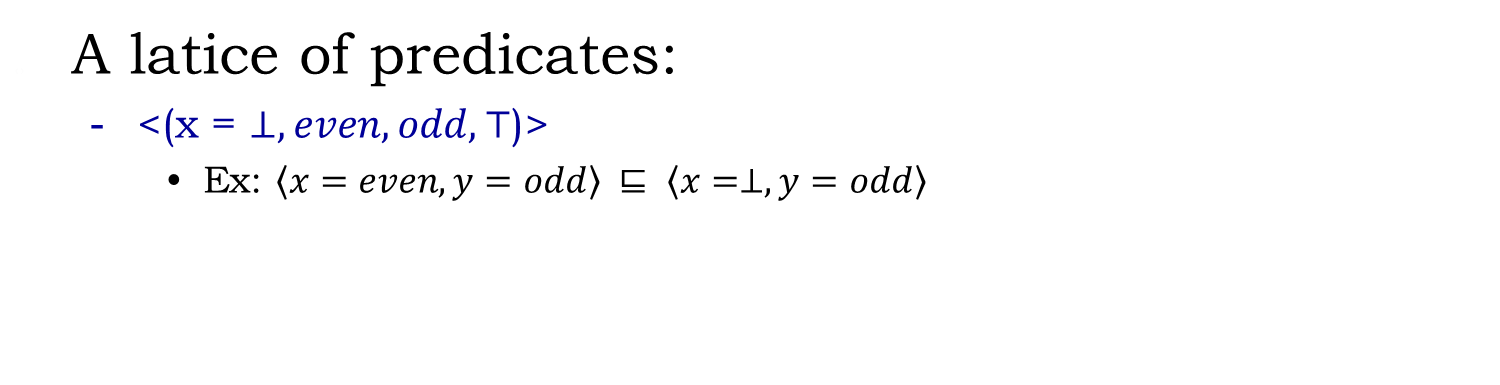 A latice of predicates:
- <(x = ⊥, even, odd, ⊤)>
• Ex: ⟨x = even, y = odd⟩ ⊑ ⟨x =⊥, y = odd⟩